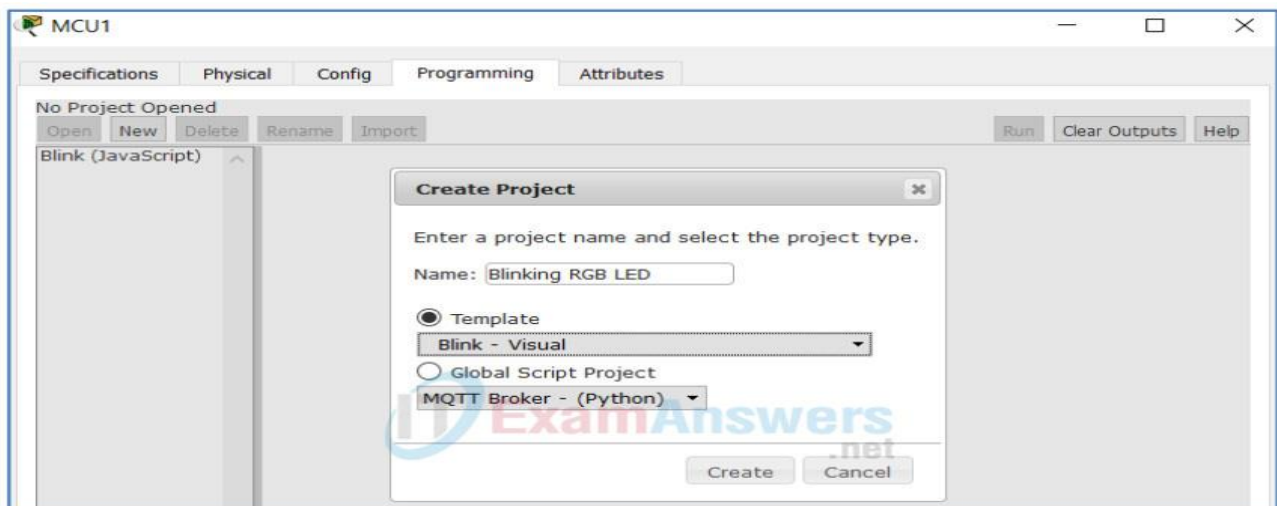 MCU1
Specifications Physical Config Programming Attributes
No Project Opened
Open New Delete Rename Import Run Clear Outputs Help
Blink (JavaScript)
Create Project
Enter a project name and select the project type.
Name: Blinking RGB LED
Template
Blink - Visual
Global Script Project
MQTT Broker - (Python)
ITExamAnswers
.net
Create Cancel